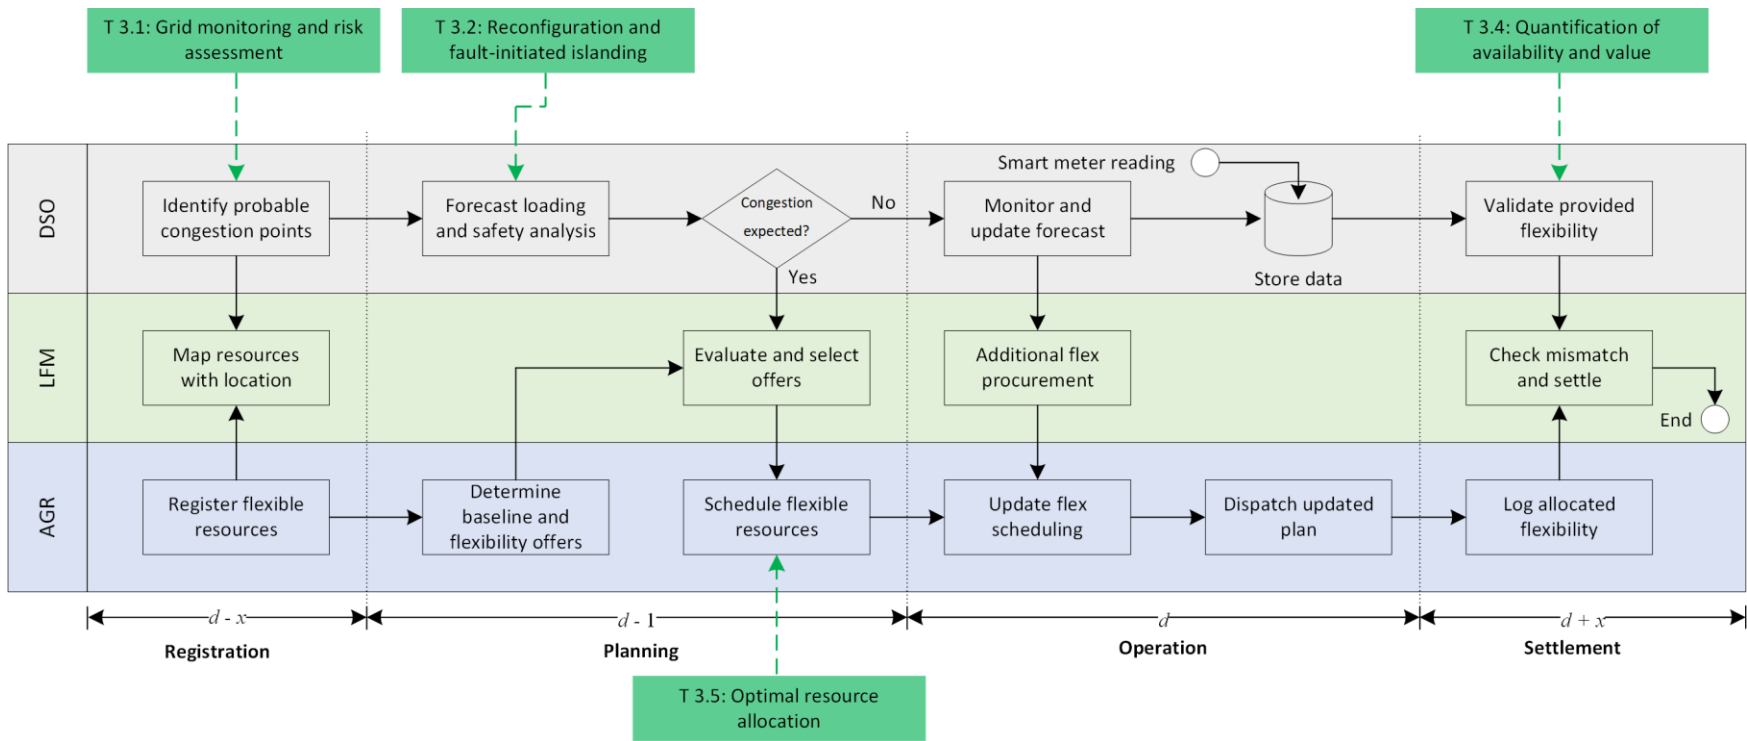 T 3.1: Grid monitoring and risk
assessment
T 3.2: Reconfiguration and
fault-initiated islanding
T 3.4: Quantification of
availability and value
DSO
Identify probable
congestion points
Forecast loading
and safety analysis
Congestion
expected?
No
Yes
Smart meter reading
Monitor and
update forecast
Store data
Validate provided
flexibility
LFM
Map resources
with location
Evaluate and select
offers
Additional flex
procurement
Check mismatch
and settle
End
AGR
Register flexible
resources
Determine
baseline and
flexibility offers
Schedule flexible
resources
Update flex
scheduling
Dispatch updated
plan
Log allocated
flexibility
d - x
d - 1
d
d + x
Registration
Planning
Operation
Settlement
T 3.5: Optimal resource
allocation